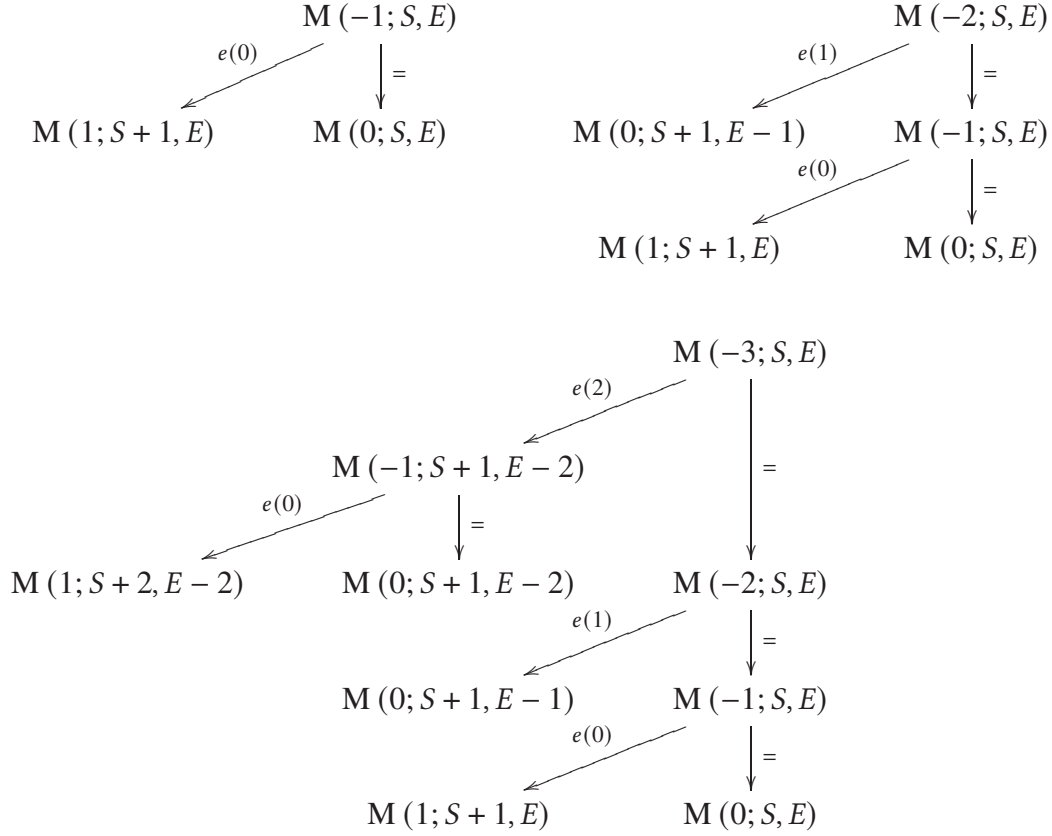 M (−1; S, E) M (−2; S, E)
e(0) = e(1) =
M (1; S + 1, E) M (0; S, E) M (0; S + 1, E − 1) M (−1; S, E)
e(0) =
M (1; S + 1, E) M (0; S, E)
M (−3; S, E)
e(2) =
M (−1; S + 1, E − 2)
e(0) =
M (1; S + 2, E − 2) M (0; S + 1, E − 2) M (−2; S, E)
e(1) =
M (0; S + 1, E − 1) M (−1; S, E)
e(0) =
M (1; S + 1, E) M (0; S, E)